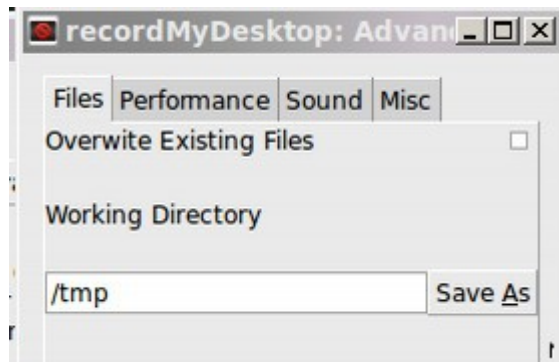 recordMyDesktop: Advan
Files Performance Sound Misc
Overwite Existing Files
Working Directory
/tmp Save As